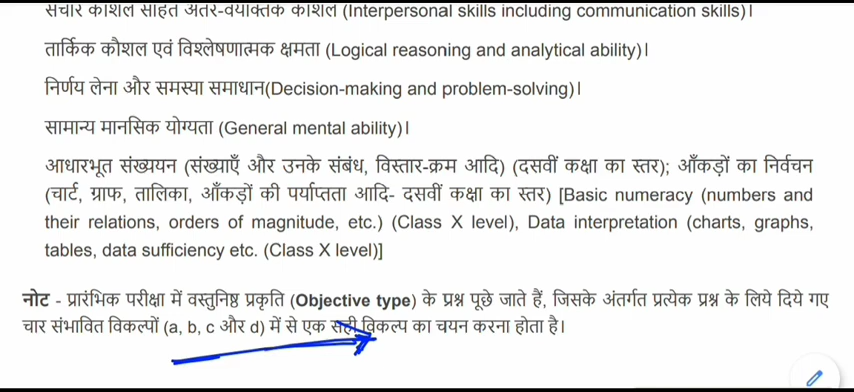 संचार कौशल सहित अंतर-वैयक्तिक कौशल (Interpersonal skills including communication skills)।
तार्किक कौशल एवं विश्लेषणात्मक क्षमता (Logical reasoning and analytical ability)।
निर्णय लेना और समस्या समाधान(Decision-making and problem-solving)।
सामान्य मानसिक योग्यता (General mental ability)।
आधारभूत संख्ययन (संख्याएँ और उनके संबंध, विस्तार-क्रम आदि) (दसवीं कक्षा का स्तर); आँकड़ों का निर्वचन
(चार्ट, ग्राफ, तालिका, आँकड़ों की पर्याप्तता आदि- दसवीं कक्षा का स्तर) [Basic numeracy (numbers and
their relations, orders of magnitude, etc.) (Class X level), Data interpretation (charts, graphs,
tables, data sufficiency etc. (Class X level)]
नोट - प्रारंभिक परीक्षा में वस्तुनिष्ठ प्रकृति (Objective type) के प्रश्न पूछे जाते हैं, जिसके अंतर्गत प्रत्येक प्रश्न के लिये दिये गए
चार संभावित विकल्पों (a, b, c और d) में से एक सही विकल्प का चयन करना होता है।